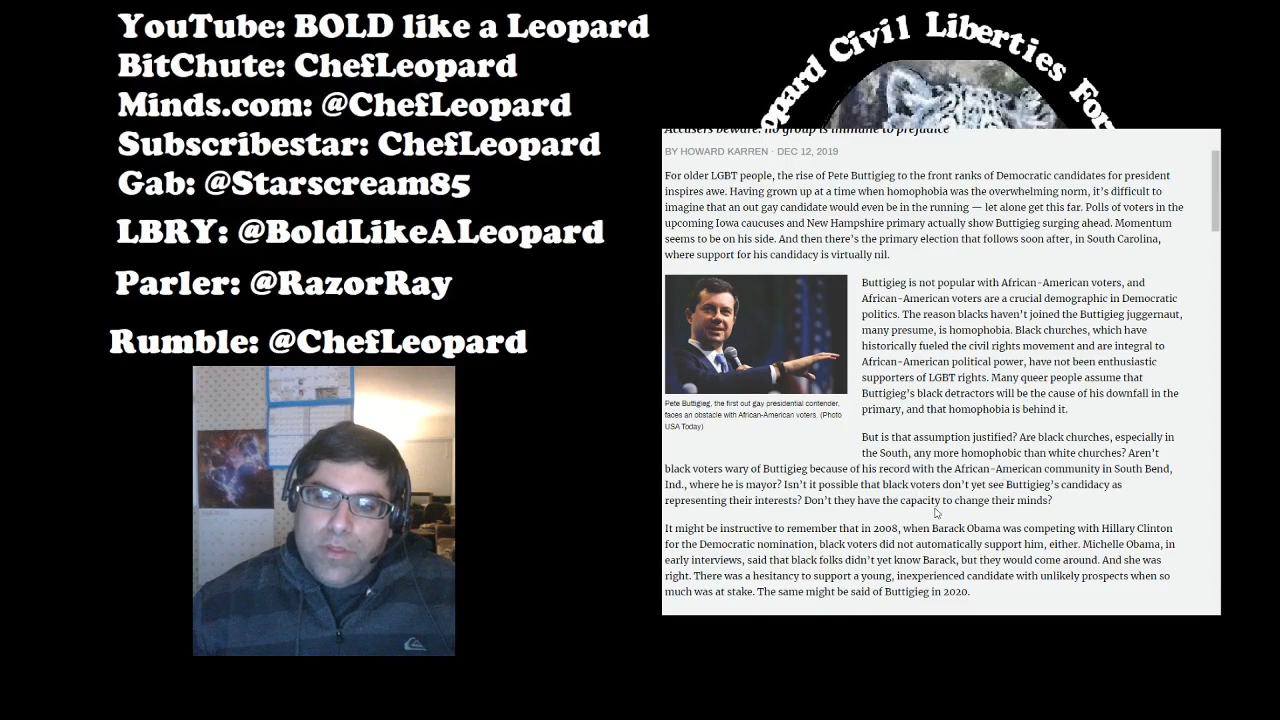 YouTube: BOLD like a Leopard
BitChute: ChefLeopard
Minds.com: @ChefLeopard
Subscribestar: ChefLeopard
Gab: @Starscream85
LBRY: @BoldLikeALeopard
Parler: @RazorRay
Rumble: @ChefLeopard
Civil Liberties
Accusers beware: no group is immune to prejudice
BY HOWARD KARREN · DEC 12, 2019
For older LGBT people, the rise of Pete Buttigieg to the front ranks of Democratic candidates for president
inspires awe. Having grown up at a time when homophobia was the overwhelming norm, it's difficult to
imagine that an out gay candidate would even be in the running — let alone get this far. Polls of voters in the
upcoming Iowa caucuses and New Hampshire primary actually show Buttigieg surging ahead. Momentum
seems to be on his side. And then there's the primary election that follows soon after, in South Carolina,
where support for his candidacy is virtually nil.
Buttigieg is not popular with African-American voters, and
African-American voters are a crucial demographic in Democratic
politics. The reason blacks haven't joined the Buttigieg juggernaut,
many presume, is homophobia. Black churches, which have
historically fueled the civil rights movement and are integral to
African-American political power, have not been enthusiastic
supporters of LGBT rights. Many queer people assume that
Buttigieg's black detractors will be the cause of his downfall in the
primary, and that homophobia is behind it.
Pete Buttigieg, the first out gay presidential contender,
faces an obstacle with African-American voters. (Photo
USA Today)
But is that assumption justified? Are black churches, especially in
the South, any more homophobic than white churches? Aren't
black voters wary of Buttigieg because of his record with the African-American community in South Bend,
Ind., where he is mayor? Isn't it possible that black voters don't yet see Buttigieg's candidacy as
representing their interests? Don't they have the capacity to change their minds?
It might be instructive to remember that in 2008, when Barack Obama was competing with Hillary Clinton
for the Democratic nomination, black voters did not automatically support him, either. Michelle Obama, in
early interviews, said that black folks didn't yet know Barack, but they would come around. And she was
right. There was a hesitancy to support a young, inexperienced candidate with unlikely prospects when so
much was at stake. The same might be said of Buttigieg in 2020.